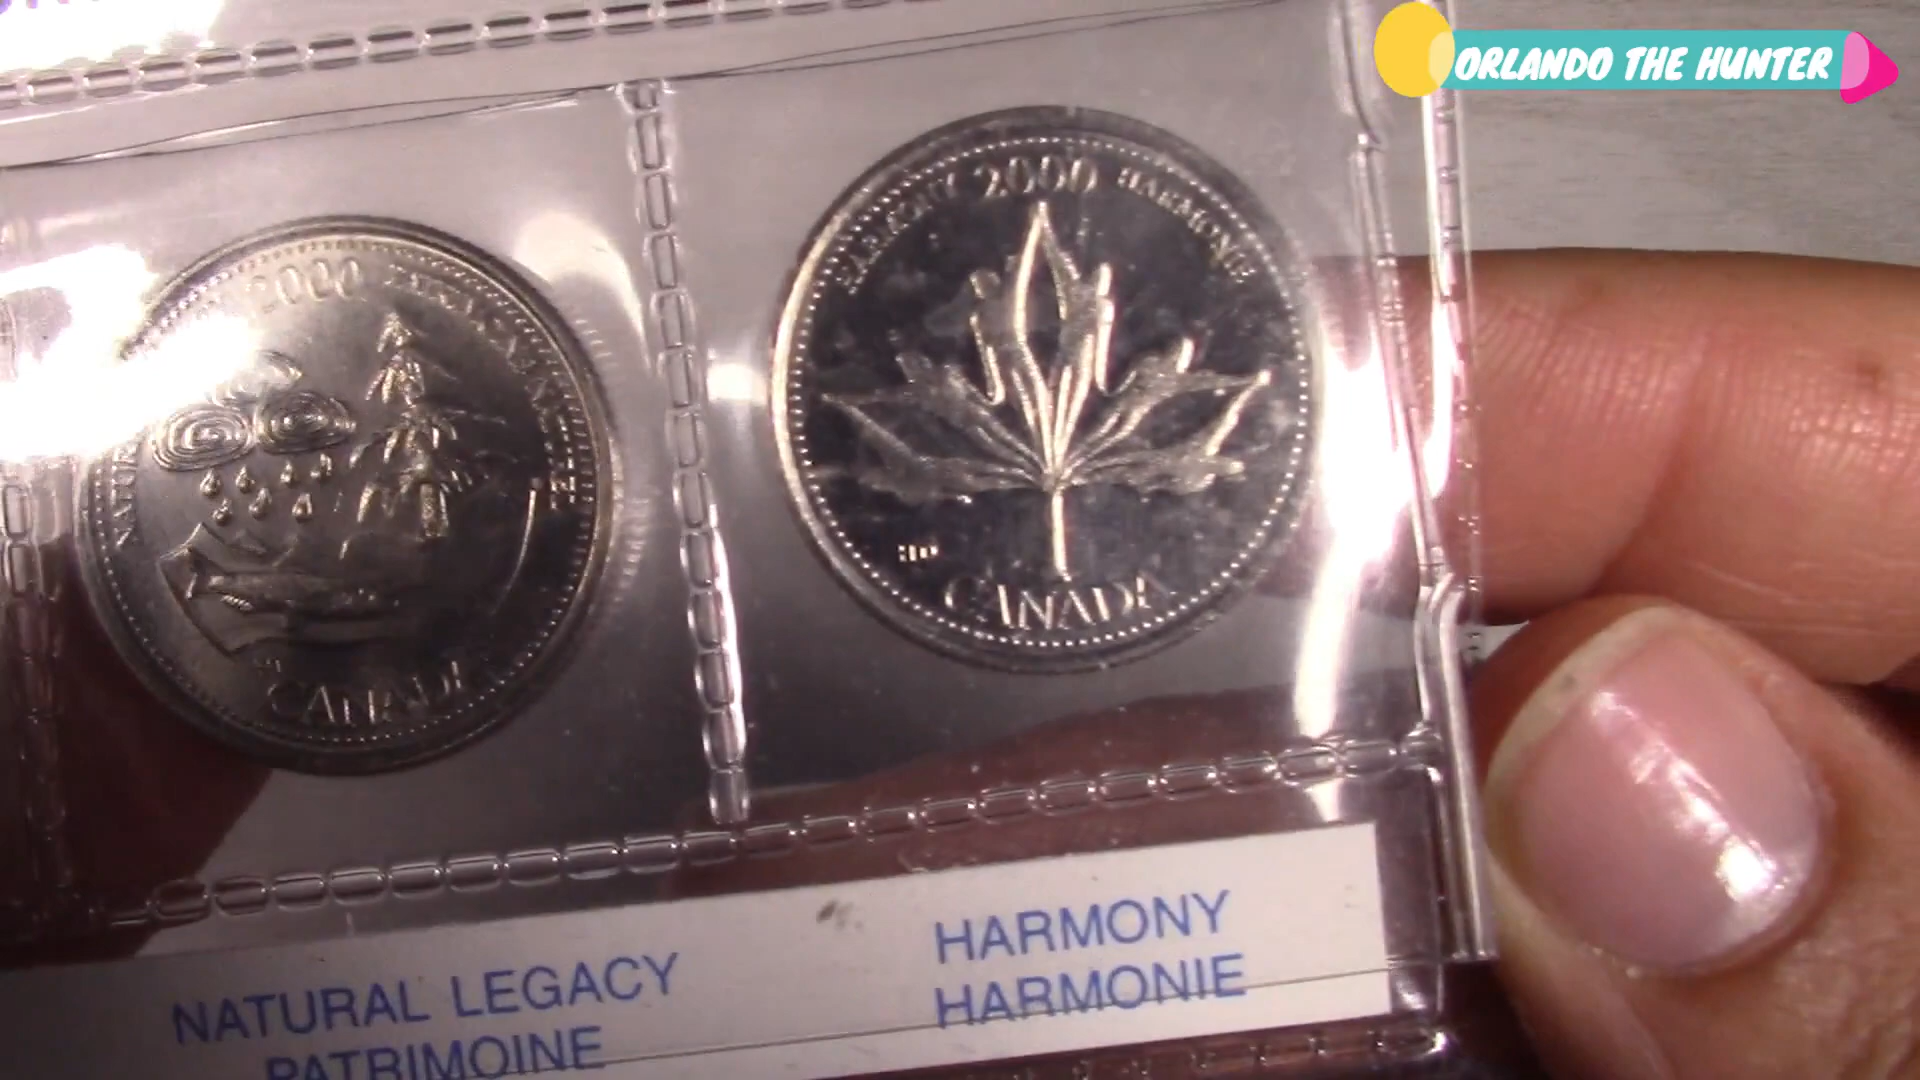 ORLANDO THE HUNTER
2000
HARMONY 2000 HARMONIE
CANADA
CANADA
NATURAL LEGACY
PATRIMOINE
HARMONY
HARMONIE